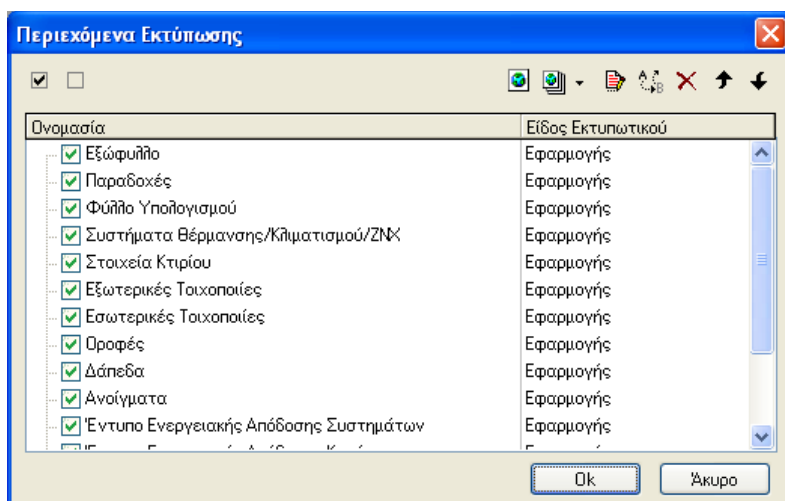 Περιεχόμενα Εκτύπωσης
Ονομασία Είδος Εκτυπωτικού
Εξώφυλλο Εφαρμογής
Παραδοχές Εφαρμογής
Φύλλο Υπολογισμού Εφαρμογής
Συστήματα Θέρμανσης/Κλιματισμού/ΖΝΧ Εφαρμογής
Στοιχεία Κτιρίου Εφαρμογής
Εξωτερικές Τοιχοποιίες Εφαρμογής
Εσωτερικές Τοιχοποιίες Εφαρμογής
Οροφές Εφαρμογής
Δάπεδα Εφαρμογής
Ανοίγματα Εφαρμογής
Έντυπο Ενεργειακής Απόδοσης Συστημάτων Εφαρμογής
Ok Άκυρο